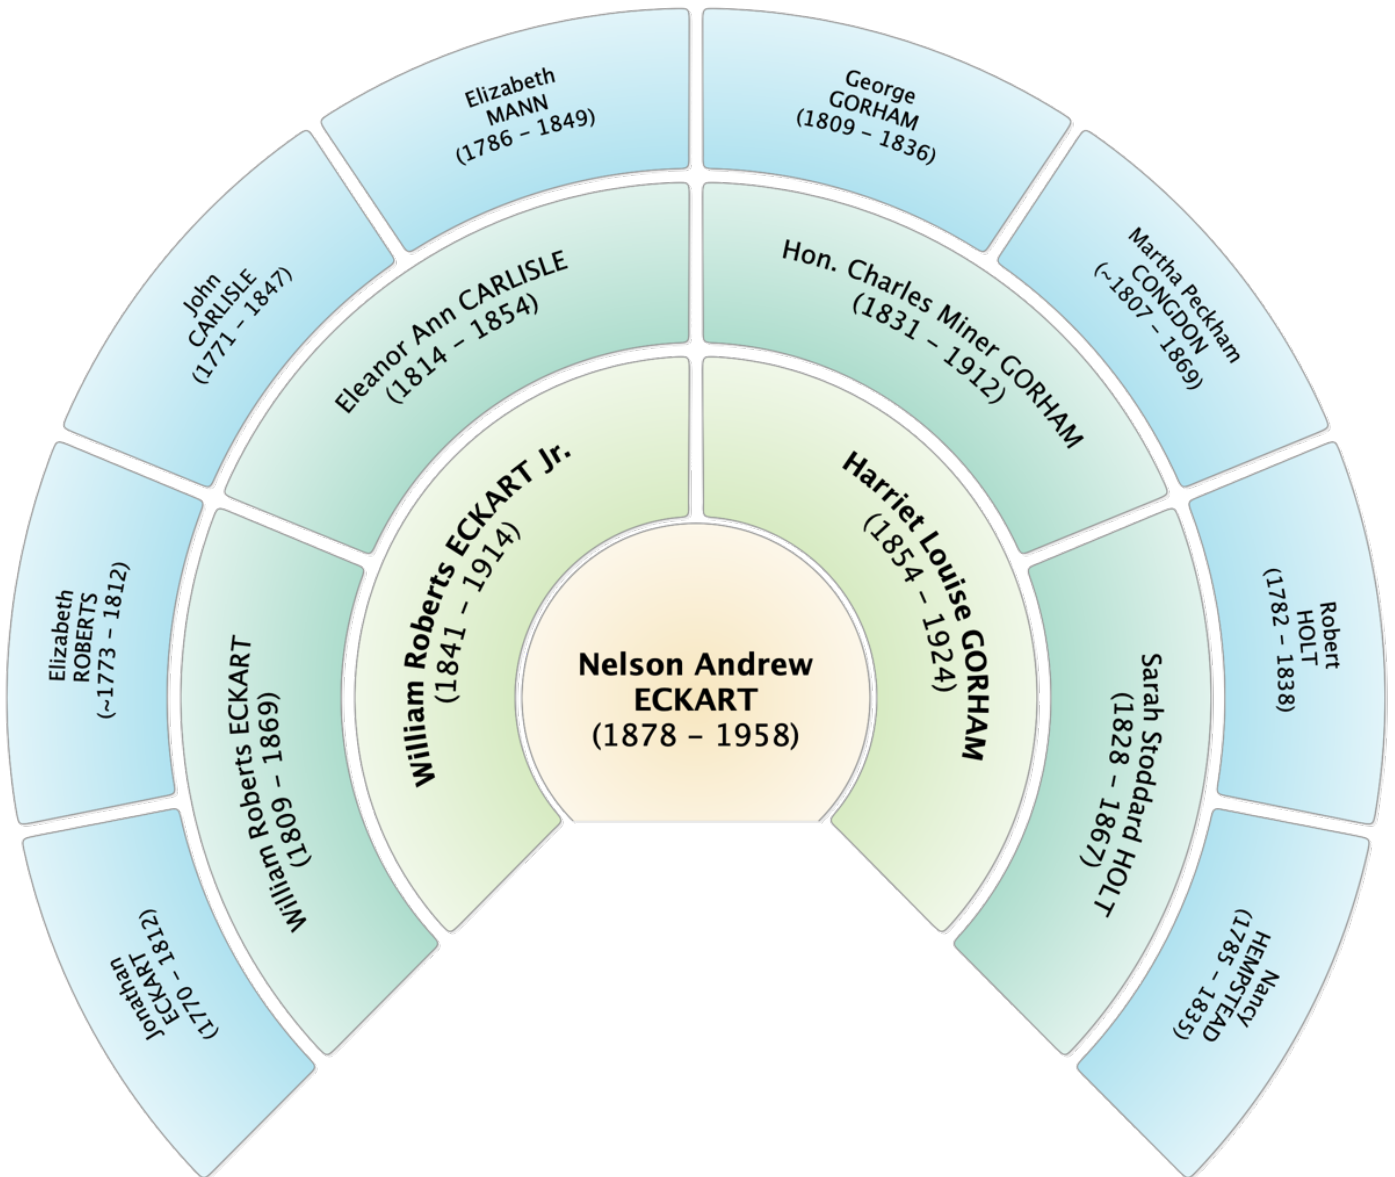 Nelson Andrew
ECKART
(1878 – 1958)
William Roberts ECKART Jr.
(1841 – 1914)
Harriet Louise GORHAM
(1854 – 1924)
William Roberts ECKART
(1809 – 1869)
Eleanor Ann CARLISLE
(1814 – 1854)
Hon. Charles Miner GORHAM
(1831 – 1912)
Sarah Stoddard HOLT
(1828 – 1867)
Jonathan
ECKART
(1770 – 1812)
Elizabeth
ROBERTS
(~1773 – 1812)
John
CARLISLE
(1771 – 1847)
Elizabeth
MANN
(1786 – 1849)
George
GORHAM
(1809 – 1836)
Martha Peckham
CONGDON
(~1807 – 1869)
Robert
HOLT
(1782 – 1838)
Nancy
HEMPSTEAD
(1785 – 1835)